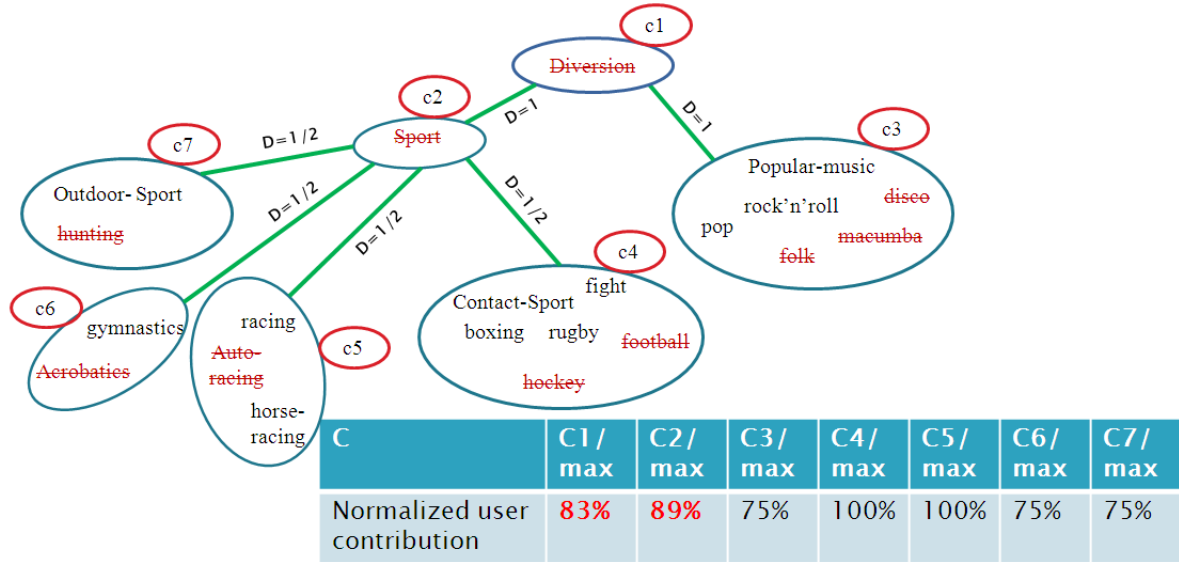 c1
Diversion
c2
D=1
D=1
Sport
c3
c7
D=1/2
Popular-music
Outdoor- Sport
D=1/2
D=1/2
D=1/2
rock’n’roll
disco
pop
hunting
macumba
folk
c4
fight
c6
Contact-Sport
gymnastics
racing
boxing rugby
football
c5
Auto-
racing
Acrobatics
hockey
horse-
racing
C C1/ max C2/ max C3/ max C4/ max C5/ max C6/ max C7/ max
Normalized user contribution 83% 89% 75% 100% 100% 75% 75%